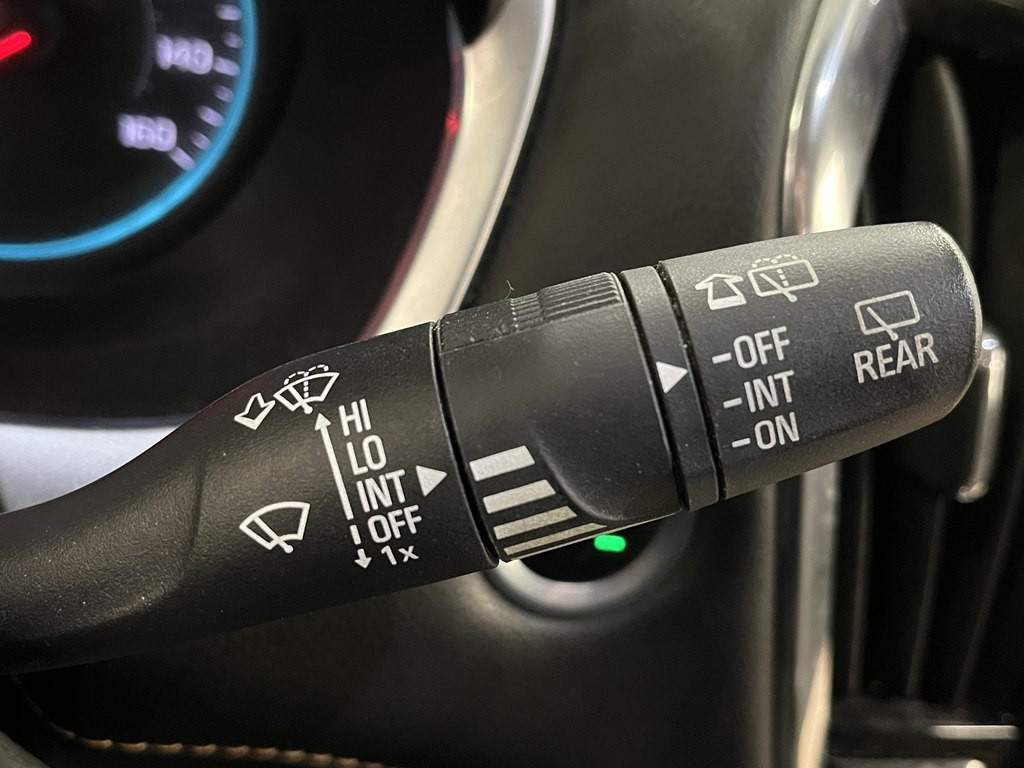 140
160
HI
LO
INT
OFF
1x
-OFF
-INT
-ON
REAR